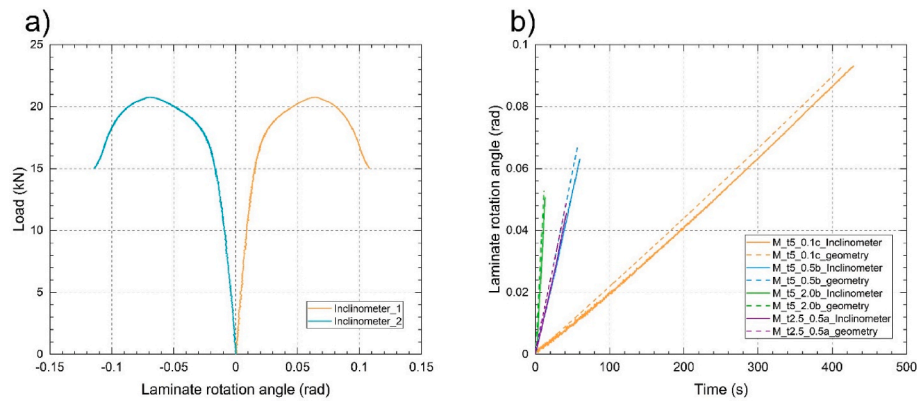 a)
25
20
15
10
5
0
Load (kN)
-0.15
-0.1
-0.05
0
0.05
0.1
0.15
Laminate rotation angle (rad)
Inclinometer_1
Inclinometer_2
b)
0.1
0.08
0.06
0.04
0.02
0
Laminate rotation angle (rad)
0
100
200
300
400
500
Time (s)
M_t5_0.1c_Inclinometer
M_t5_0.1c_geometry
M_t5_0.5b_Inclinometer
M_t5_0.5b_geometry
M_t5_2.0b_Inclinometer
M_t5_2.0b_geometry
M_t2.5_0.5a_Inclinometer
M_t2.5_0.5a_geometry